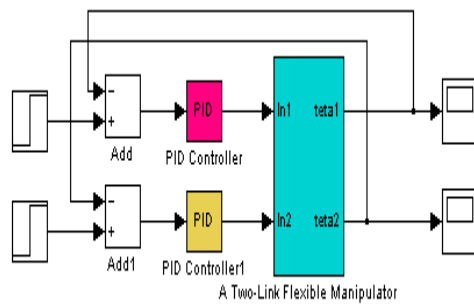 −
+
Add
PID
PID Controller
In1
teta1
−
+
Add1
PID
PID Controller1
In2
teta2
A Two-Link Flexible Manipulator